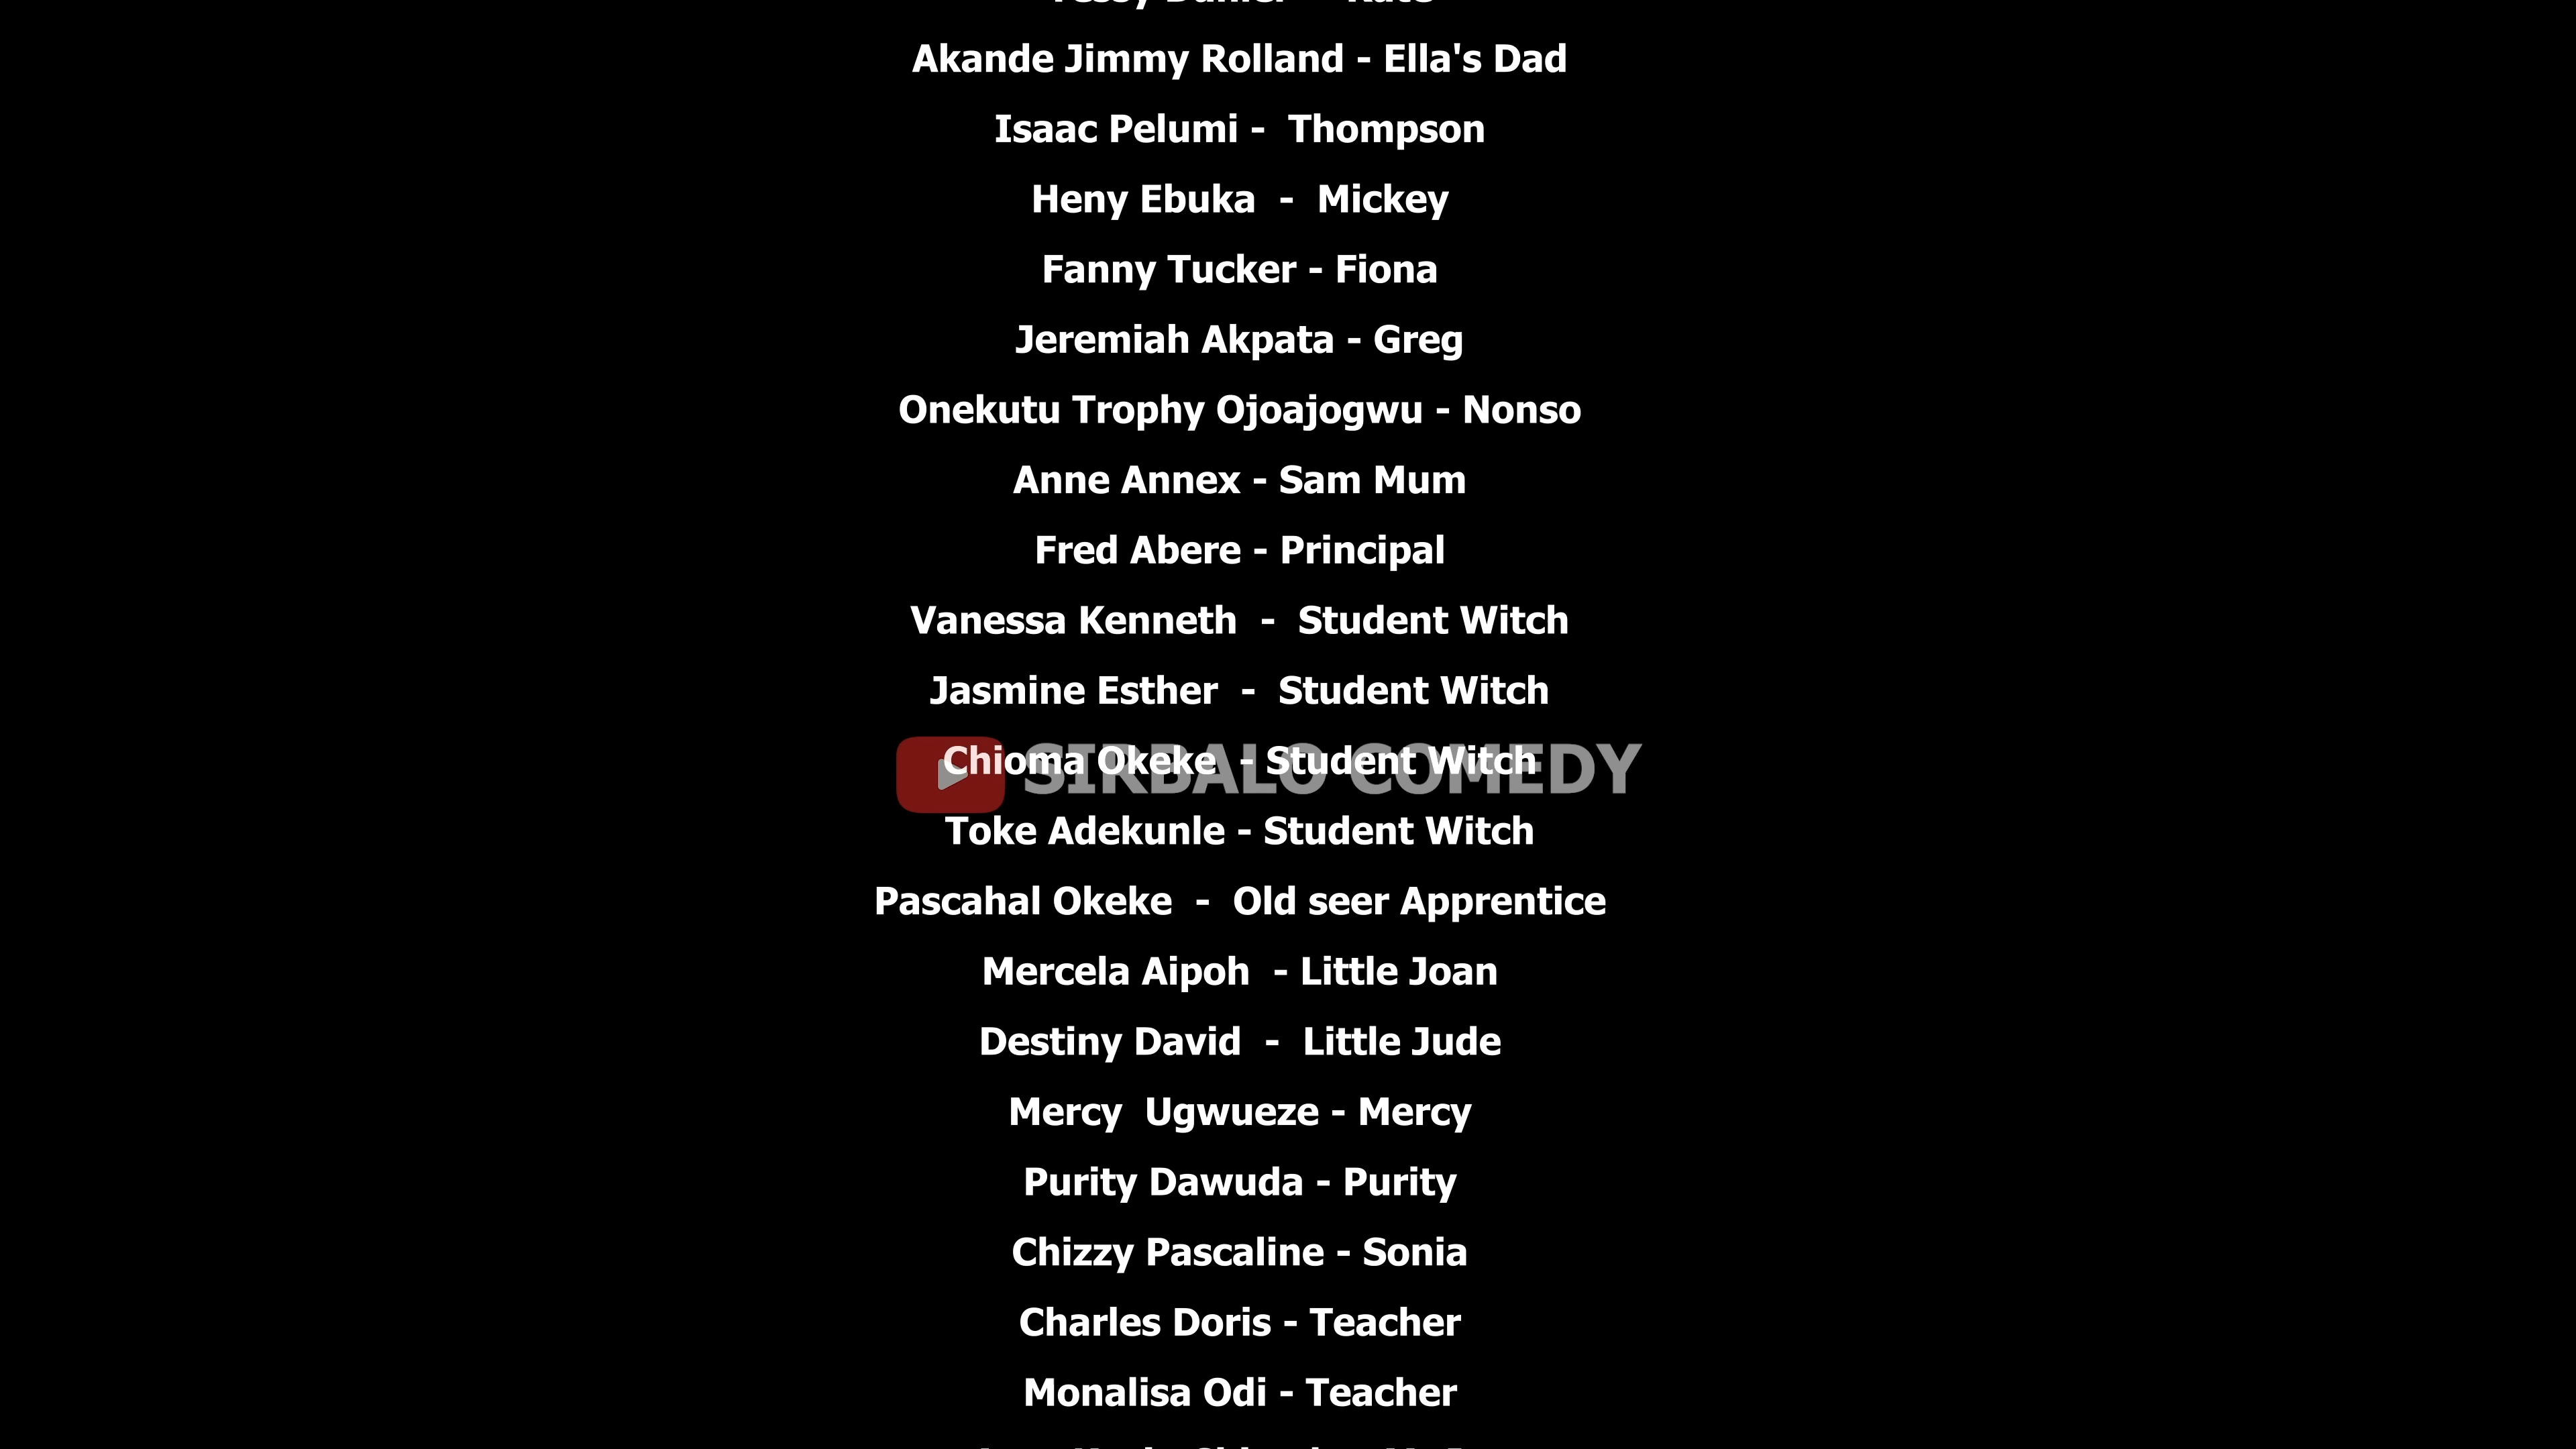 Akande Jimmy Rolland - Ella's Dad
Isaac Pelumi -  Thompson
Heny Ebuka  -  Mickey
Fanny Tucker - Fiona
Jeremiah Akpata - Greg
Onekutu Trophy Ojoajogwu - Nonso
Anne Annex - Sam Mum
Fred Abere - Principal
Vanessa Kenneth  -  Student Witch
Jasmine Esther  -  Student Witch
Chioma Okeke  - Student Witch
SIRBALO COMEDY
Toke Adekunle - Student Witch
Pascahal Okeke  -  Old seer Apprentice
Mercela Aipoh  - Little Joan
Destiny David  -  Little Jude
Mercy  Ugwueze - Mercy
Purity Dawuda - Purity
Chizzy Pascaline - Sonia
Charles Doris - Teacher
Monalisa Odi - Teacher